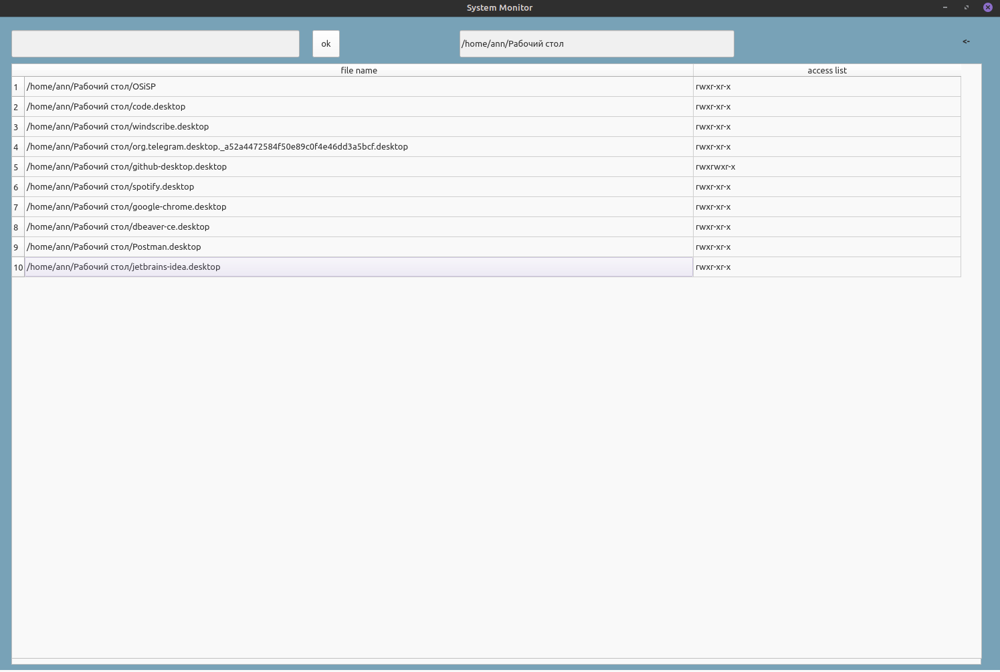 System Monitor
ok
/home/ann/Рабочий стол
<-
file name access list
1 /home/ann/Рабочий стол/OSiSP rwxr-xr-x
2 /home/ann/Рабочий стол/code.desktop rwxr-xr-x
3 /home/ann/Рабочий стол/windscribe.desktop rwxr-xr-x
4 /home/ann/Рабочий стол/org.telegram.desktop._a52a4472584f50e89c0f4e46dd3a5bcf.desktop rwxr-xr-x
5 /home/ann/Рабочий стол/github-desktop.desktop rwxrwxr-x
6 /home/ann/Рабочий стол/spotify.desktop rwxr-xr-x
7 /home/ann/Рабочий стол/google-chrome.desktop rwxr-xr-x
8 /home/ann/Рабочий стол/dbeaver-ce.desktop rwxr-xr-x
9 /home/ann/Рабочий стол/Postman.desktop rwxr-xr-x
10 /home/ann/Рабочий стол/jetbrains-idea.desktop rwxr-xr-x